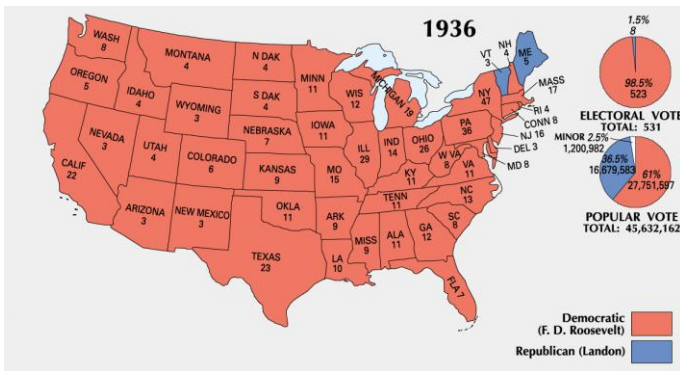 1936
WASH
8
OREGON
5
CALIF
22
NEVADA
3
IDAHO
4
MONTANA
4
WYOMING
3
UTAH
4
COLORADO
6
ARIZONA
3
NEW MEXICO
3
N DAK
4
S DAK
4
NEBRASKA
7
KANSAS
9
OKLA
11
TEXAS
23
MINN
11
IOWA
11
MO
15
ARK
9
LA
10
WIS
12
ILL
29
MICHIGAN 19
IND
14
OHIO
26
KY
11
TENN
11
MISS
9
ALA
11
GA
12
FLA 7
SC
8
NC
13
VA
11
W VA
8
PA
36
NY
47
VT
3
NH
4
ME
5
MASS
17
RI 4
CONN 8
NJ 16
DEL 3
MD 8
1.5%
8
98.5%
523
ELECTORAL VOTE
TOTAL: 531
MINOR 2.5%
1,200,982
36.5%
16,679,583
61%
27,751,597
POPULAR VOTE
TOTAL: 45,632,162
Democratic
(F. D. Roosevelt)
Republican (Landon)